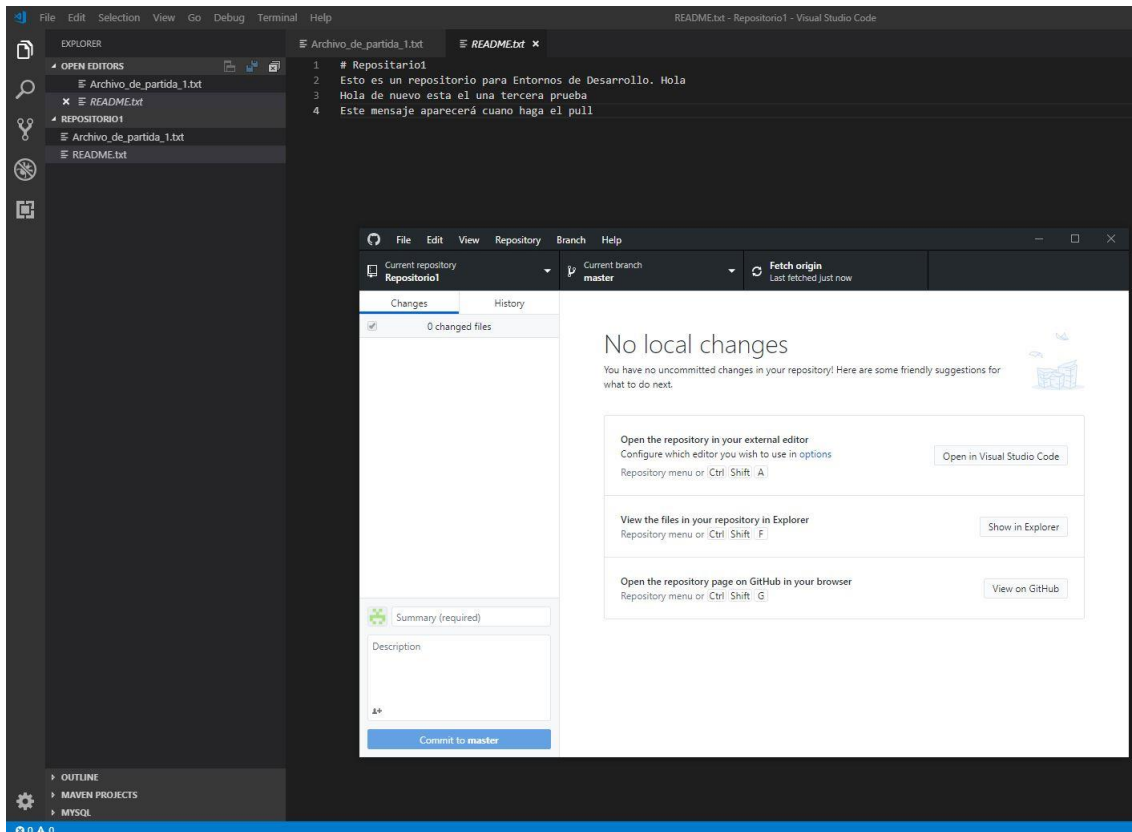 File Edit Selection View Go Debug Terminal Help
README.txt - Repositorio1 - Visual Studio Code
EXPLORER
OPEN EDITORS
Archivo_de_partida_1.txt
README.txt
REPOSITORIO1
Archivo_de_partida_1.txt
README.txt
OUTLINE
MAVEN PROJECTS
MYSQL
0 0
Archivo_de_partida_1.txt README.txt
1 # Repositario1
2 Esto es un repositorio para Entornos de Desarrollo. Hola
3 Hola de nuevo esta el una tercera prueba
4 Este mensaje aparecerá cuano haga el pull
File Edit View Repository Branch Help
Current repository
Repositorio1
Current branch
master
Fetch origin
Last fetched just now
Changes History
0 changed files
Summary (required)
Description
Commit to master
No local changes
You have no uncommitted changes in your repository! Here are some friendly suggestions for
what to do next.
Open the repository in your external editor
Configure which editor you wish to use in options
Repository menu or Ctrl Shift A
Open in Visual Studio Code
View the files in your repository in Explorer
Repository menu or Ctrl Shift F
Show in Explorer
Open the repository page on GitHub in your browser
Repository menu or Ctrl Shift G
View on GitHub